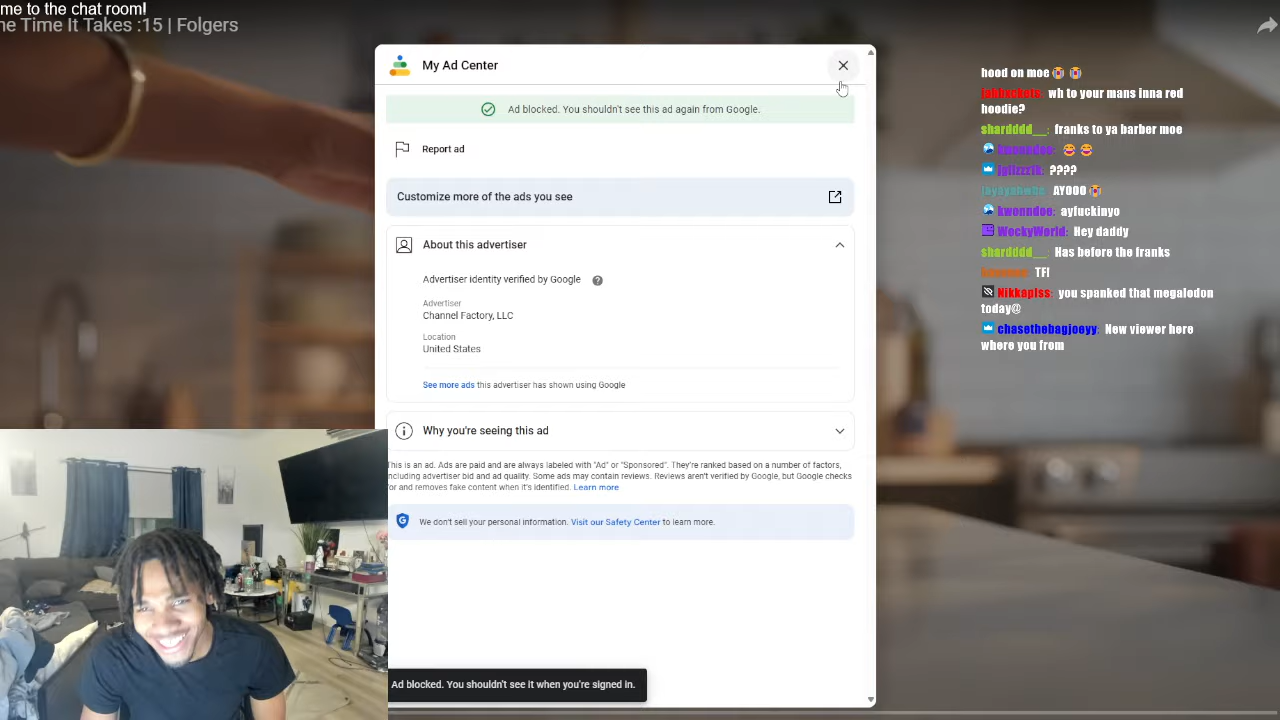 me to the chat room!
ne Time It Takes :15 | Folgers
My Ad Center
Ad blocked. You shouldn't see this ad again from Google.
Report ad
Customize more of the ads you see
About this advertiser
Advertiser identity verified by Google
Advertiser
Channel Factory, LLC
Location
United States
See more ads this advertiser has shown using Google
Why you're seeing this ad
This is an ad. Ads are paid and are always labeled with "Ad" or "Sponsored". They're ranked based on a number of factors,
including advertiser bid and ad quality. Some ads may contain reviews. Reviews aren't verified by Google, but Google checks
for and removes fake content when it's identified. Learn more
We don't sell your personal information. Visit our Safety Center to learn more.
Ad blocked. You shouldn't see it when you're signed in.
hood on moe 😭 😭
wh to your mans inna red
hoodie?
shardddd__: franks to ya barber moe
😂 😂
????
AYOOO 😭
kwonndoe: ayfuckinyo
WockyWorld: Hey daddy
shardddd__: Has before the franks
TF!
Nikkapiss: you spanked that megalodon
today@
chasethebagjoeyy: New viewer here
where you from